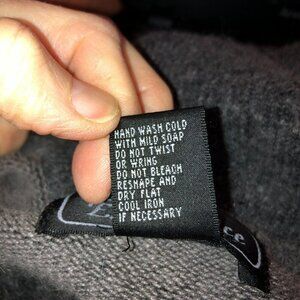 HAND WASH COLD
WITH MILD SOAP
DO NOT TWIST
OR WRING
DO NOT BLEACH
RESHAPE AND
DRY FLAT
COOL IRON
IF NECESSARY